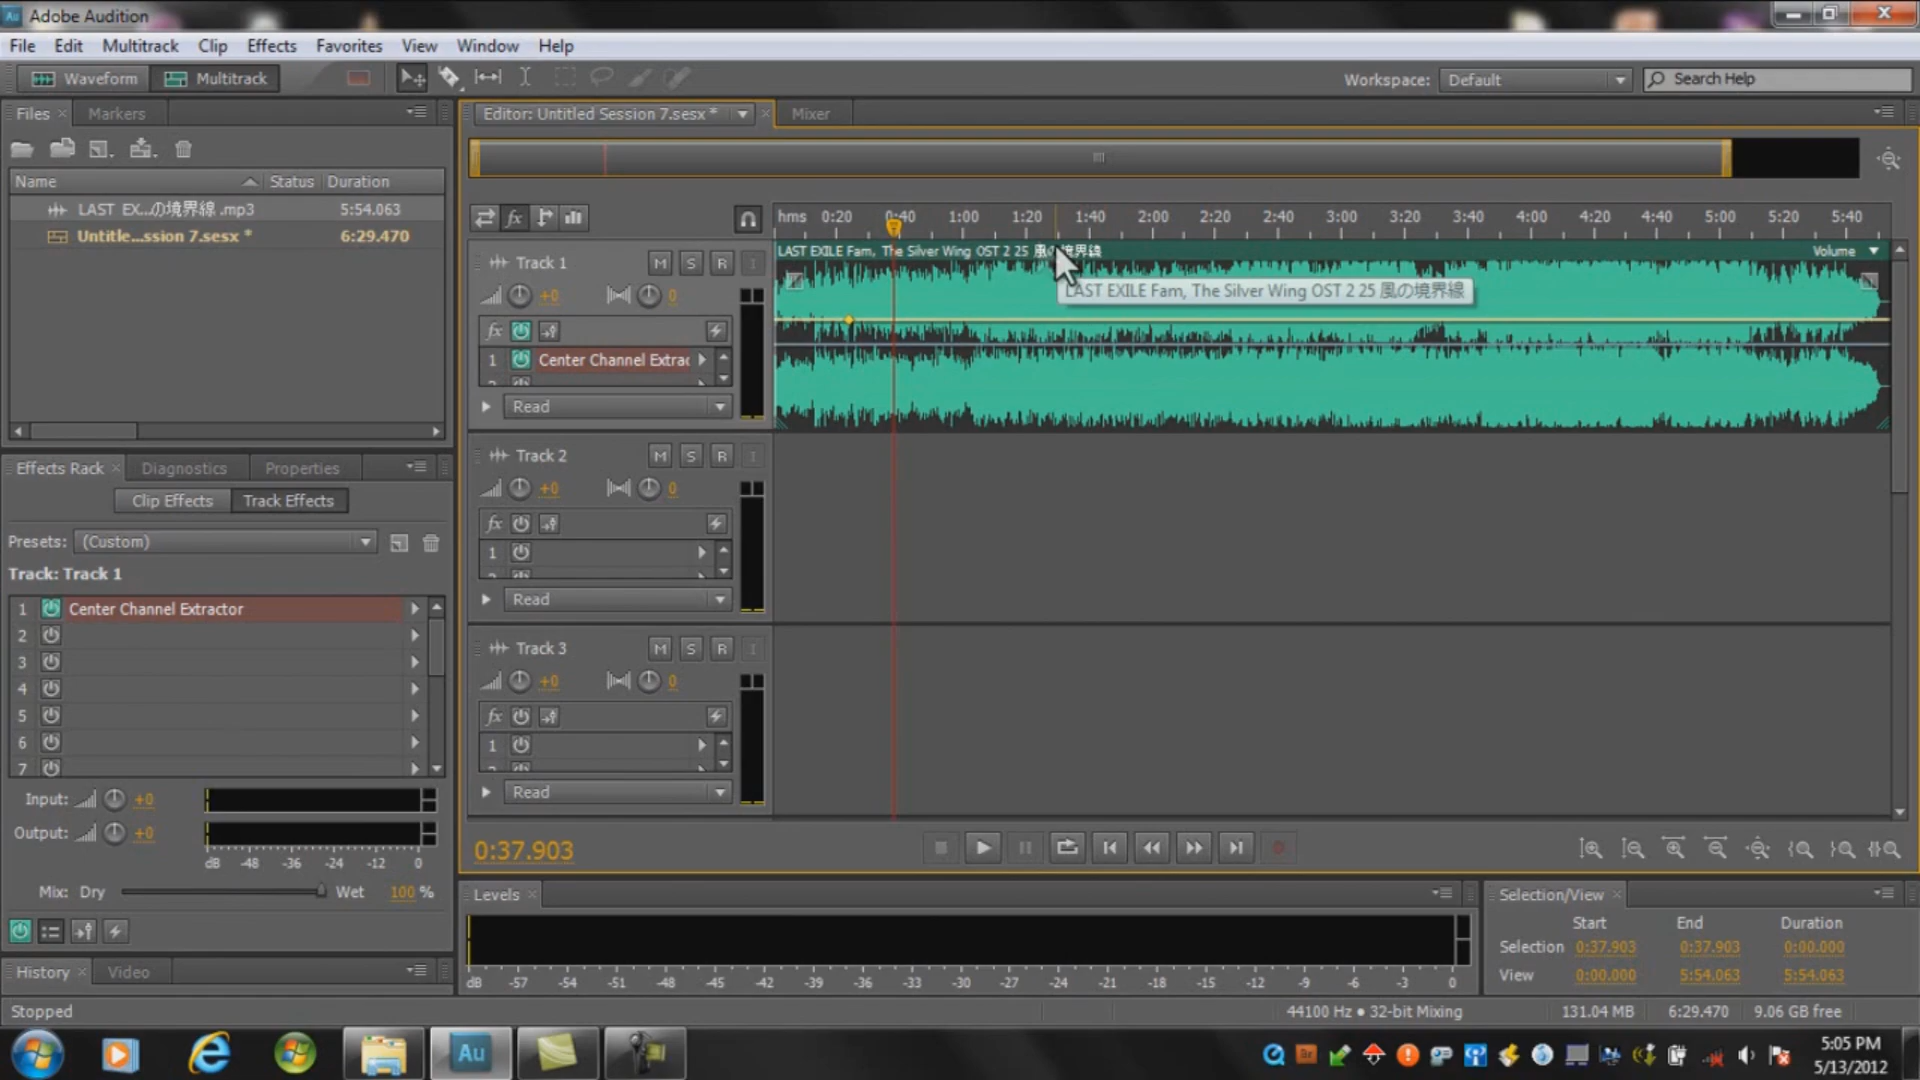 Au Adobe Audition
File Edit Multitrack Clip Effects Favorites View Window Help
Waveform Multitrack Workspace: Default Search Help
Files Markers
Name Status Duration
LAST EX...の境界線 .mp3 5:54.063
Untitle...ssion 7.sesx * 6:29.470
Effects Rack Diagnostics Properties
Clip Effects Track Effects
Presets: (Custom)
Track: Track 1
1 Center Channel Extractor
2
3
4
5
6
7
Input: +0
Output: +0
dB -48 -36 -24 -12 0
Mix: Dry Wet 100 %
History Video
Editor: Untitled Session 7.sesx * Mixer
fx
hms 0:20 0:40 1:00 1:20 1:40 2:00 2:20 2:40 3:00 3:20 3:40 4:00 4:20 4:40 5:00 5:20 5:40
LAST EXILE Fam, The Silver Wing OST 2 25 風の境界線 Volume
LAST EXILE Fam, The Silver Wing OST 2 25 風の境界線
Track 1 M S R I
+0 0
fx
1 Center Channel Extrac
Read
Track 2 M S R I
+0 0
fx
1
Read
Track 3 M S R I
+0 0
fx
1
Read
0:37.903
Levels
dB -57 -54 -51 -48 -45 -42 -39 -36 -33 -30 -27 -24 -21 -18 -15 -12 -9 -6 -3 0
Selection/View
Start End Duration
Selection 0:37.903 0:37.903 0:00.000
View 0:00.000 5:54.063 5:54.063
Stopped 44100 Hz • 32-bit Mixing 131.04 MB 6:29.470 9.06 GB free
Au
Br
5:05 PM
5/13/2012